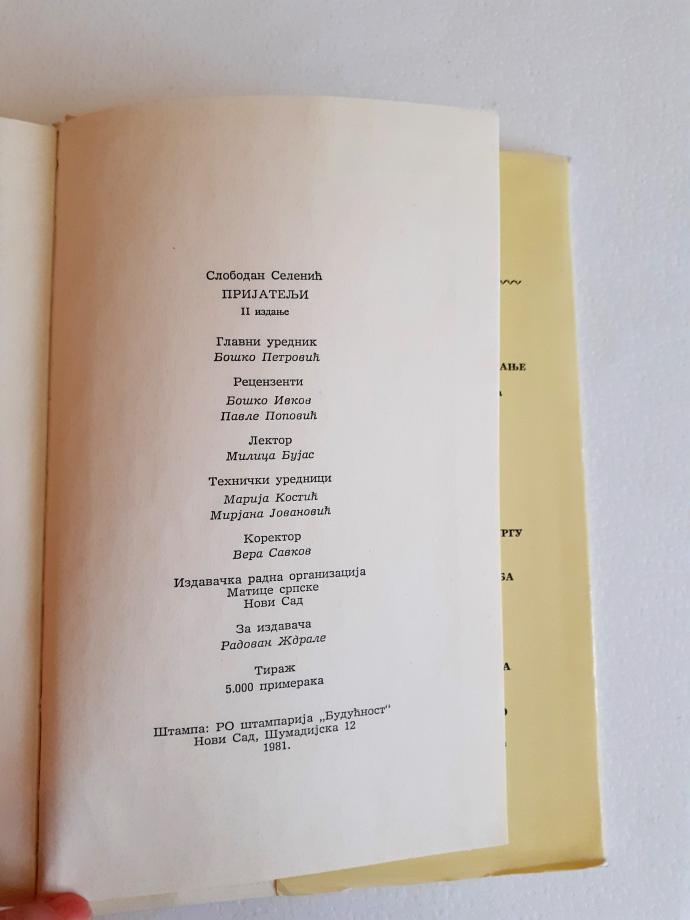 Слободан Селенић
ПРИЈАТЕЉИ
II издање
Главни уредник
Бошко Петровић
Рецензенти
Бошко Ивков
Павле Поповић
Лектор
Милица Бујас
Технички уредници
Марија Костић
Мирјана Јовановић
Коректор
Вера Савков
Издавачка радна организација
Матице српске
Нови Сад
За издавача
Радован Ждрале
Тираж
5.000 примерака
Штампа: РО штампарија „Будућност"
Нови Сад, Шумадијска 12
1981.